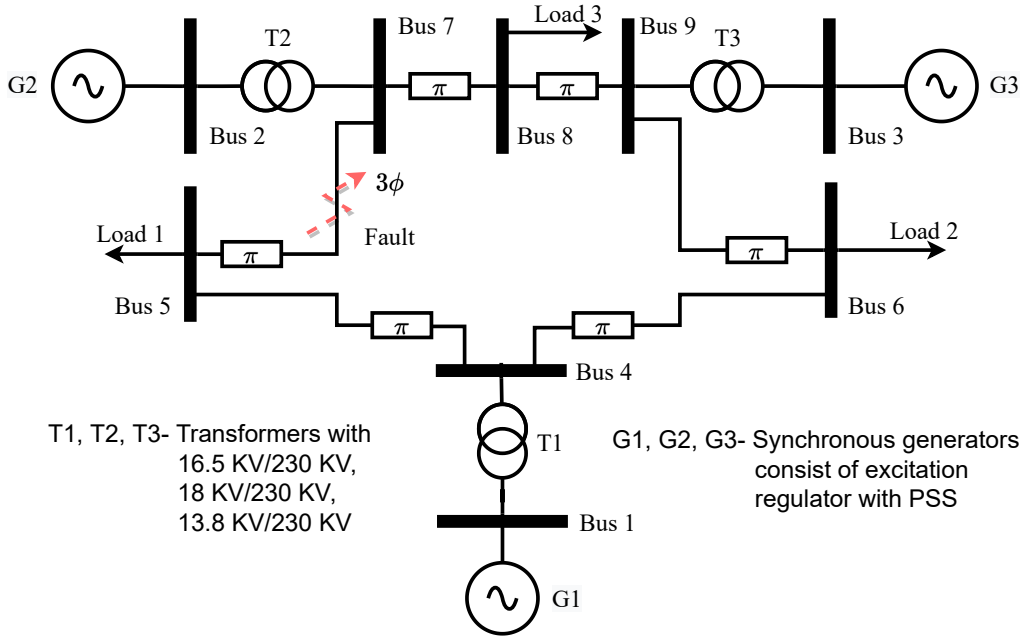 Load 3
Bus 7
Bus 9
T2
T3
G2
π
π
G3
Bus 2
Bus 8
Bus 3
3ϕ
Load 1
Fault
Load 2
π
π
Bus 5
Bus 6
π
π
Bus 4
T1, T2, T3- Transformers with
16.5 KV/230 KV,
18 KV/230 KV,
13.8 KV/230 KV
T1
G1, G2, G3- Synchronous generators
consist of excitation
regulator with PSS
Bus 1
G1